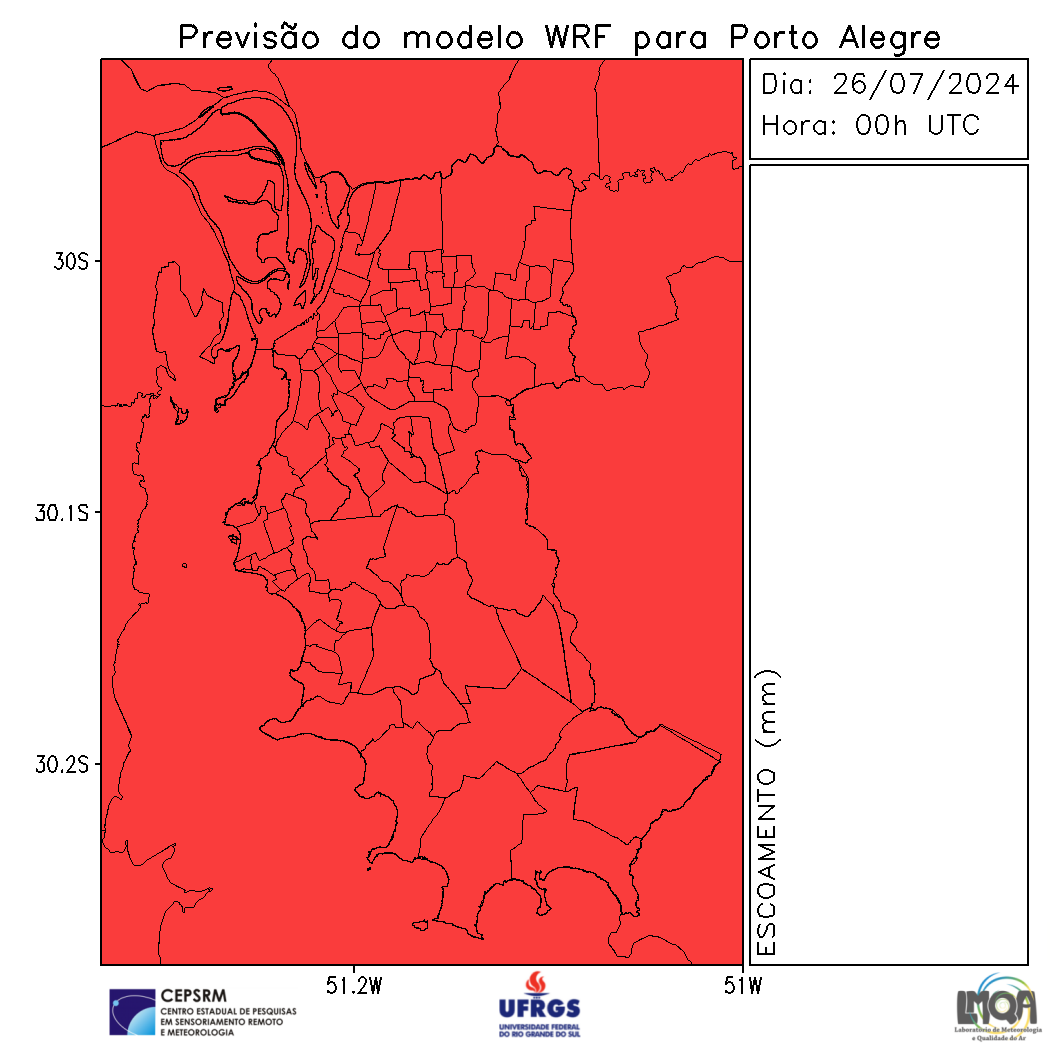 Previsão do modelo WRF para Porto Alegre
Dia: 26/07/2024
Hora: 00h UTC
30S
30.1S
30.2S
51.2W
51W
ESCOAMENTO (mm)
CEPSRM
CENTRO ESTADUAL DE PESQUISAS
EM SENSORIAMENTO REMOTO
E METEOROLOGIA
UFRGS
UNIVERSIDADE FEDERAL
DO RIO GRANDE DO SUL
LMQA
Laboratório de Meteorologia
e Qualidade do Ar